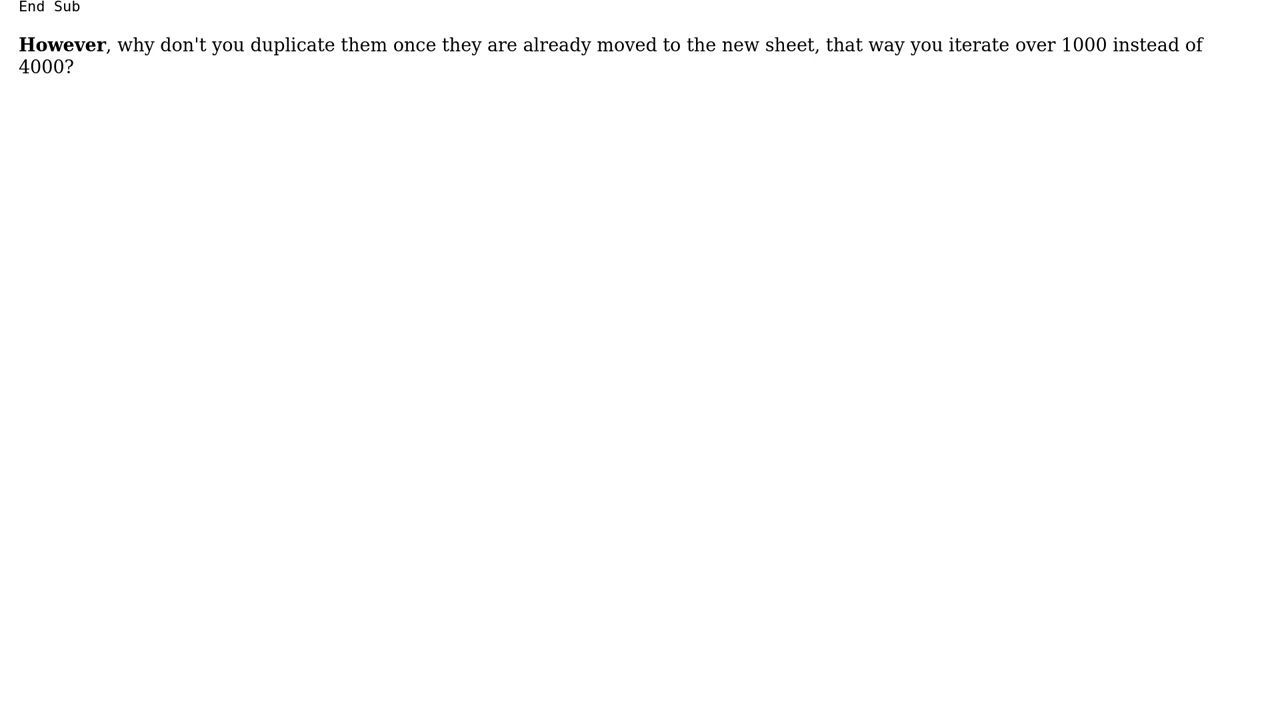 End Sub
However, why don't you duplicate them once they are already moved to the new sheet, that way you iterate over 1000 instead of
4000?